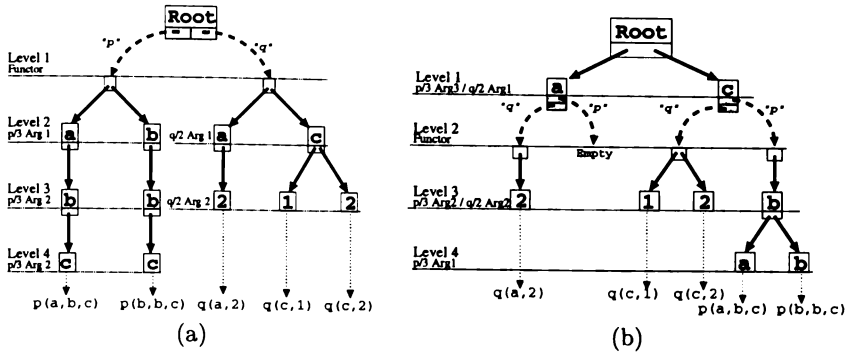 Root
"p"
"q"
Level 1
Functor
Level 2
p/3 Arg 1
a
b
q/2 Arg 1
a
c
Level 3
p/3 Arg 2
b
b
q/2 Arg 2
2
1
2
Level 4
p/3 Arg 2
c
c
p(a,b,c)
p(b,b,c)
q(a,2)
q(c,1)
q(c,2)
(a)
Root
Level 1
p/3 Arg3 / q/2 Arg1
a
c
"q"
"p"
"q"
"p"
Level 2
Functor
Empty
Level 3
p/3 Arg2 / q/2 Arg2
2
1
2
b
Level 4
p/3 Arg1
a
b
q(a,2)
q(c,1)
q(c,2)
p(a,b,c)
p(b,b,c)
(b)